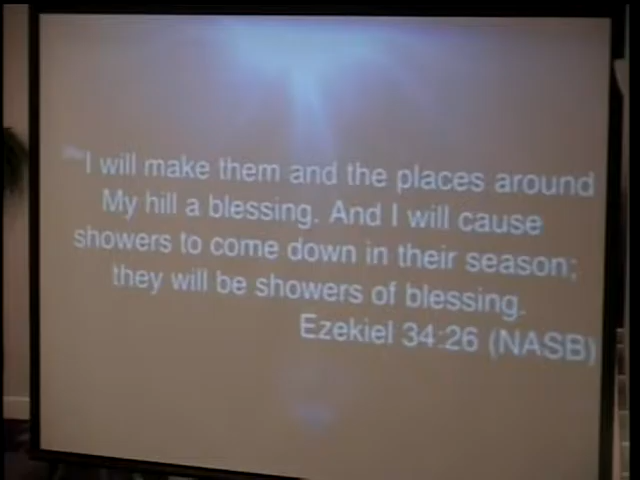 "I will make them and the places around
My hill a blessing. And I will cause
showers to come down in their season;
they will be showers of blessing.
Ezekiel 34:26 (NASB)